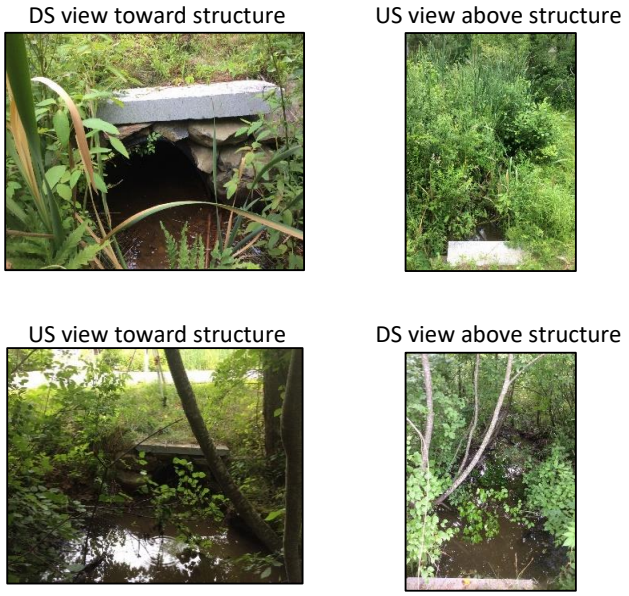 DS view toward structure
US view above structure
US view toward structure
DS view above structure